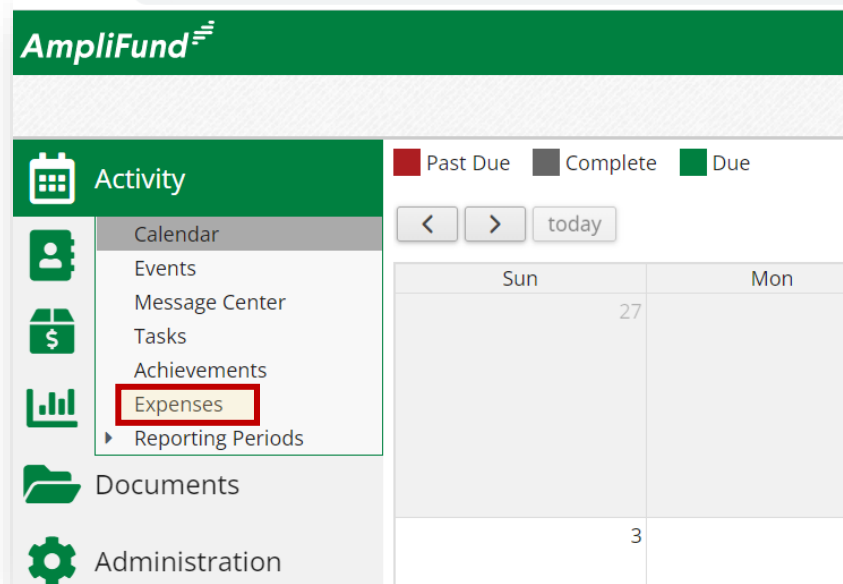 AmpliFund
Activity
Past Due Complete Due
today
Calendar
Events
Message Center
Tasks
Achievements
Expenses
Reporting Periods
Documents
Administration
Sun Mon
27
3